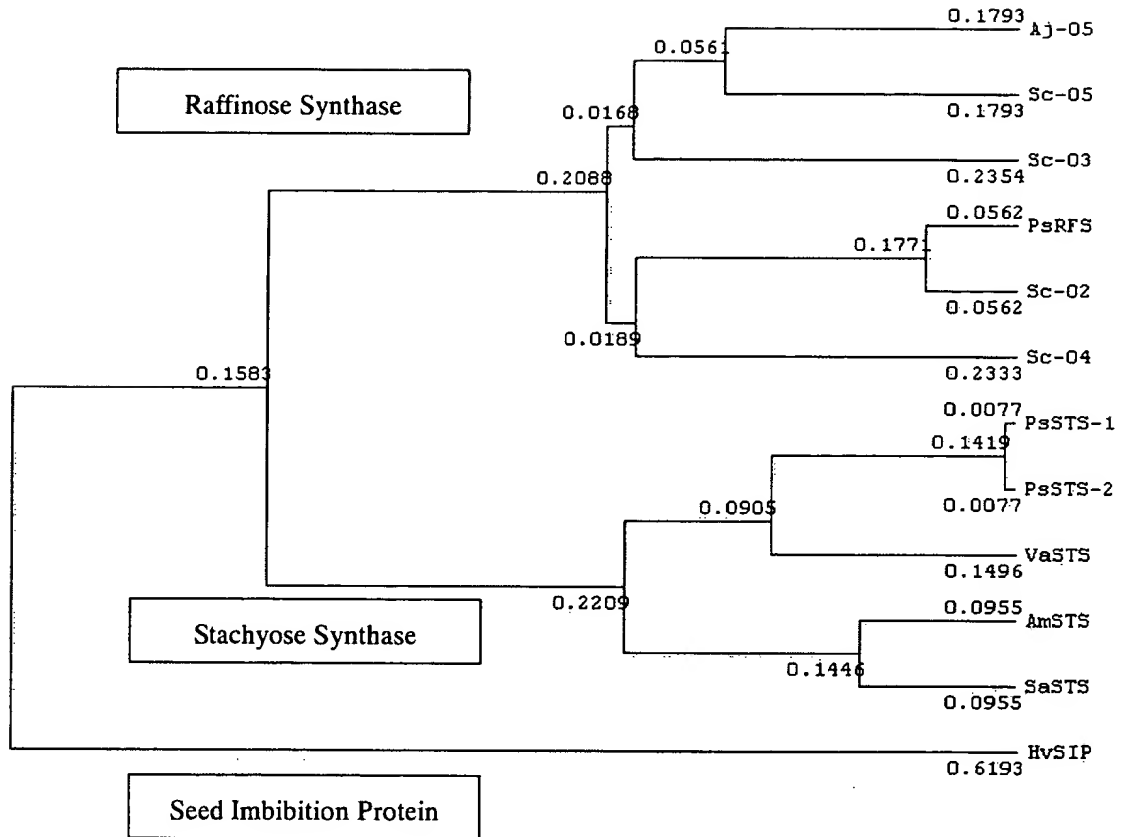 0.1793
Aj-05
0.0561
Raffinose Synthase
Sc-05
0.1793
0.0168
Sc-03
0.2354
0.2088
0.0562
PsRFS
0.1771
Sc-02
0.0562
0.0189
Sc-04
0.2333
0.1583
0.0077
PsSTS-1
0.1419
PsSTS-2
0.0077
0.0905
VaSTS
0.1496
0.2209
0.0955
AmSTS
Stachyose Synthase
0.1446
SaSTS
0.0955
HvSIP
0.6193
Seed Imbibition Protein